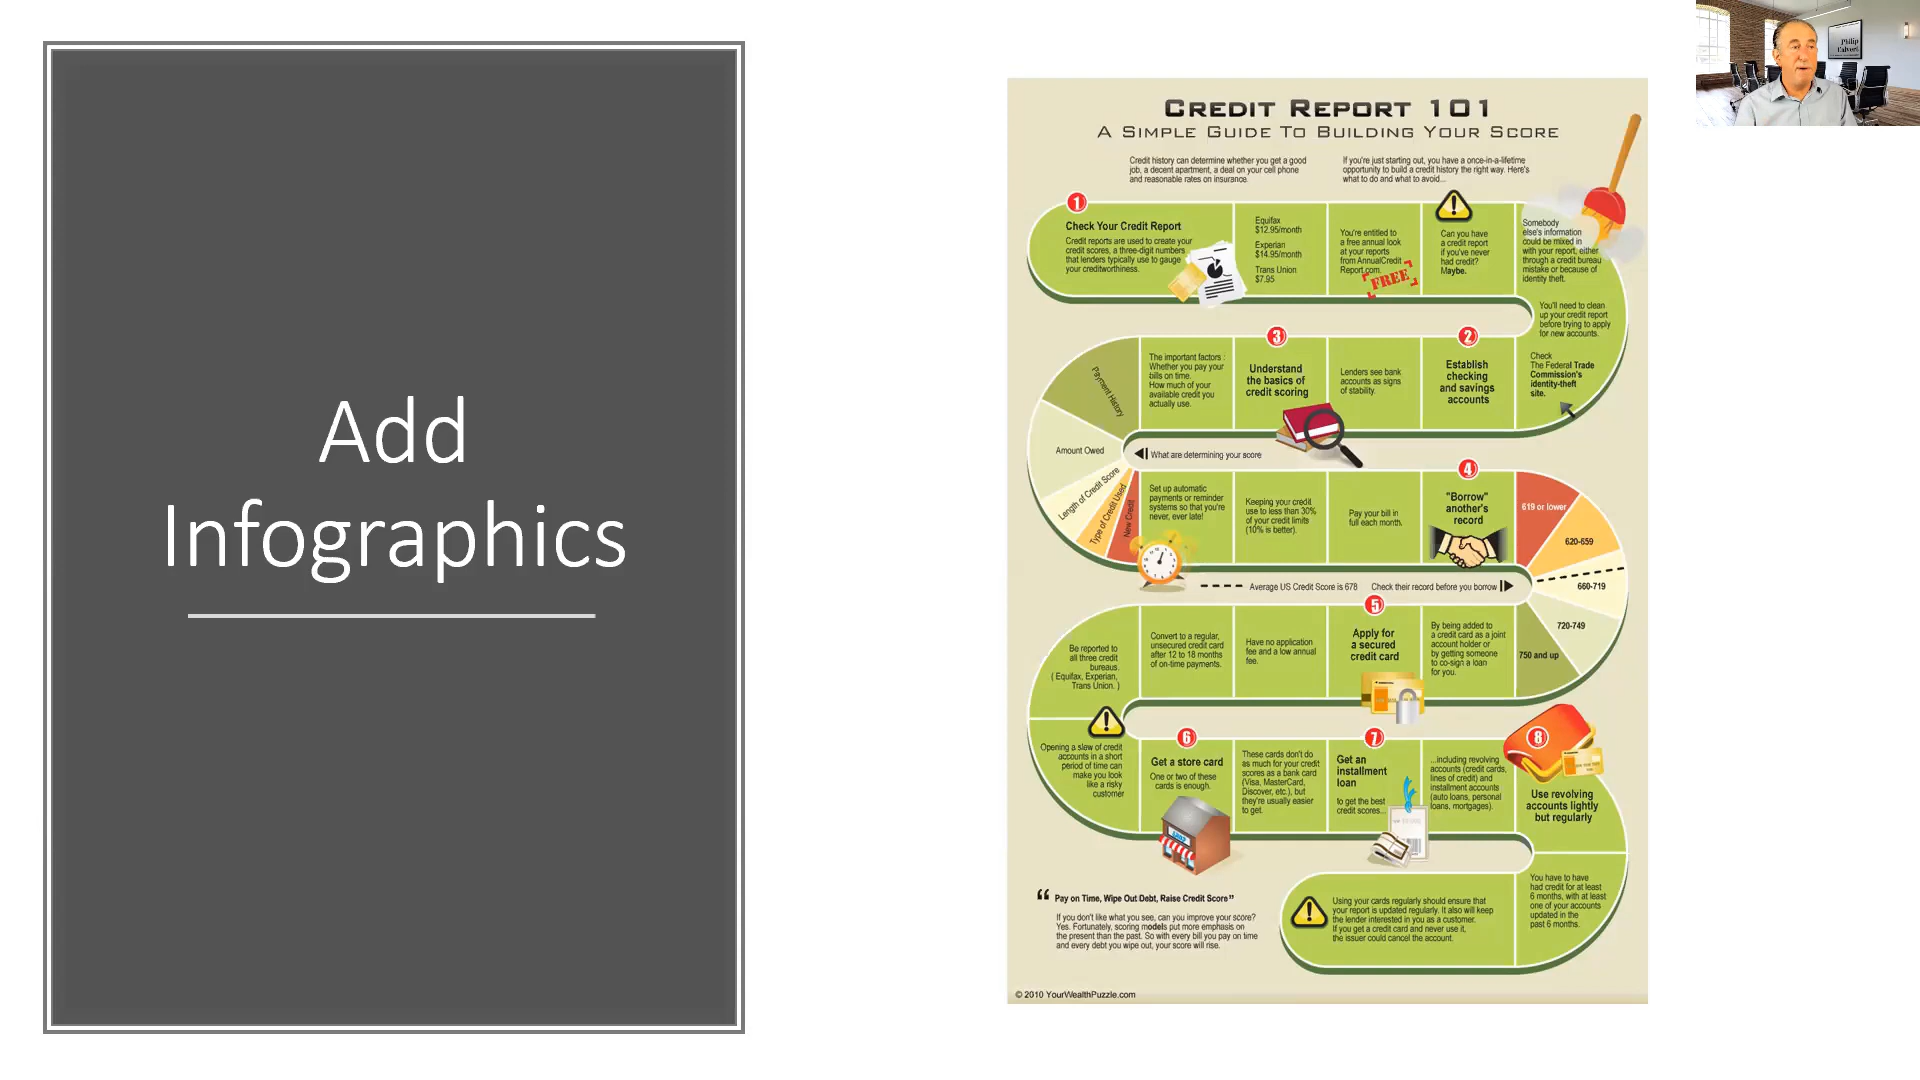 Add
Infographics
Philip
Calvert
CREDIT REPORT 101
A SIMPLE GUIDE TO BUILDING YOUR SCORE
Credit history can determine whether you get a good
job, a decent apartment, a deal on your cell phone
and reasonable rates on insurance.
If you're just starting out, you have a once-in-a-lifetime
opportunity to build a credit history the right way. Here's
what to do and what to avoid...
1
Check Your Credit Report
Credit reports are used to create your
credit scores, a three-digit numbers
that lenders typically use to gauge
your creditworthiness.
Equifax
$12.95/month
Experian
$14.95/month
Trans Union
$7.95
You're entitled to
a free annual look
at your reports
from AnnualCredit
Report.com.
FREE
Can you have
a credit report
if you've never
had credit?
Maybe.
Somebody
else's information
could be mixed in
with your report, either
through a credit bureau
mistake or because of
identity theft.
You'll need to clean
up your credit report
before trying to apply
for new accounts.
Check
The Federal Trade
Commission's
identity-theft
site.
2
Establish
checking
and savings
accounts
Lenders see bank
accounts as signs
of stability.
3
Understand
the basics of
credit scoring
The important factors :
Whether you pay your
bills on time.
How much of your
available credit you
actually use.
Payment History
Amount Owed
Length of Credit Score
Type of Credit Used
New Credit
What are determining your score
Set up automatic
payments or reminder
systems so that you're
never, ever late!
Keeping your credit
use to less than 30%
of your credit limits
(10% is better).
Pay your bill in
full each month.
4
"Borrow"
another's
record
619 or lower
620-659
660-719
720-749
750 and up
Average US Credit Score is 678
Check their record before you borrow
By being added to
a credit card as a joint
account holder or
by getting someone
to co-sign a loan
for you.
5
Apply for
a secured
credit card
Have no application
fee and a low annual
fee.
Convert to a regular,
unsecured credit card
after 12 to 18 months
of on-time payments.
Be reported to
all three credit
bureaus.
( Equifax, Experian,
Trans Union. )
Opening a slew of credit
accounts in a short
period of time can
make you look
like a risky
customer
6
Get a store card
One or two of these
cards is enough.
These cards don't do
as much for your credit
scores as a bank card
(Visa, MasterCard,
Discover, etc.), but
they're usually easier
to get.
7
Get an
installment
loan
to get the best
credit scores...
...including revolving
accounts (credit cards,
lines of credit) and
installment accounts
(auto loans, personal
loans, mortgages).
8
Use revolving
accounts lightly
but regularly
You have to have
had credit for at least
6 months, with at least
one of your accounts
updated in the
past 6 months.
Using your cards regularly should ensure that
your report is updated regularly. It also will keep
the lender interested in you as a customer.
If you get a credit card and never use it,
the issuer could cancel the account.
“ Pay on Time, Wipe Out Debt, Raise Credit Score”
If you don't like what you see, can you improve your score?
Yes. Fortunately, scoring models put more emphasis on
the present than the past. So with every bill you pay on time
and every debt you wipe out, your score will rise.
© 2010 YourWealthPuzzle.com